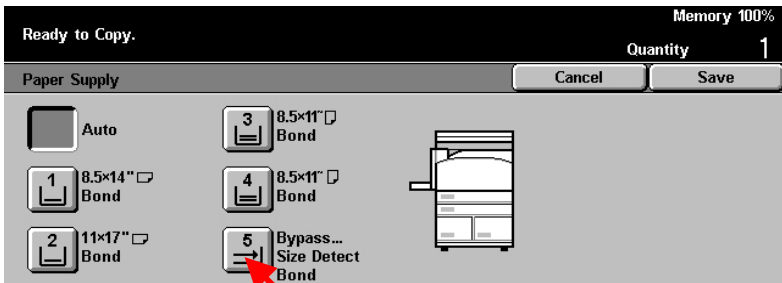 Memory 100%
Ready to Copy.
Quantity 1
Paper Supply
Cancel
Save
Auto
1 8.5×14"
Bond
2 11×17"
Bond
3 8.5×11"
Bond
4 8.5×11"
Bond
5 Bypass...
Size Detect
Bond